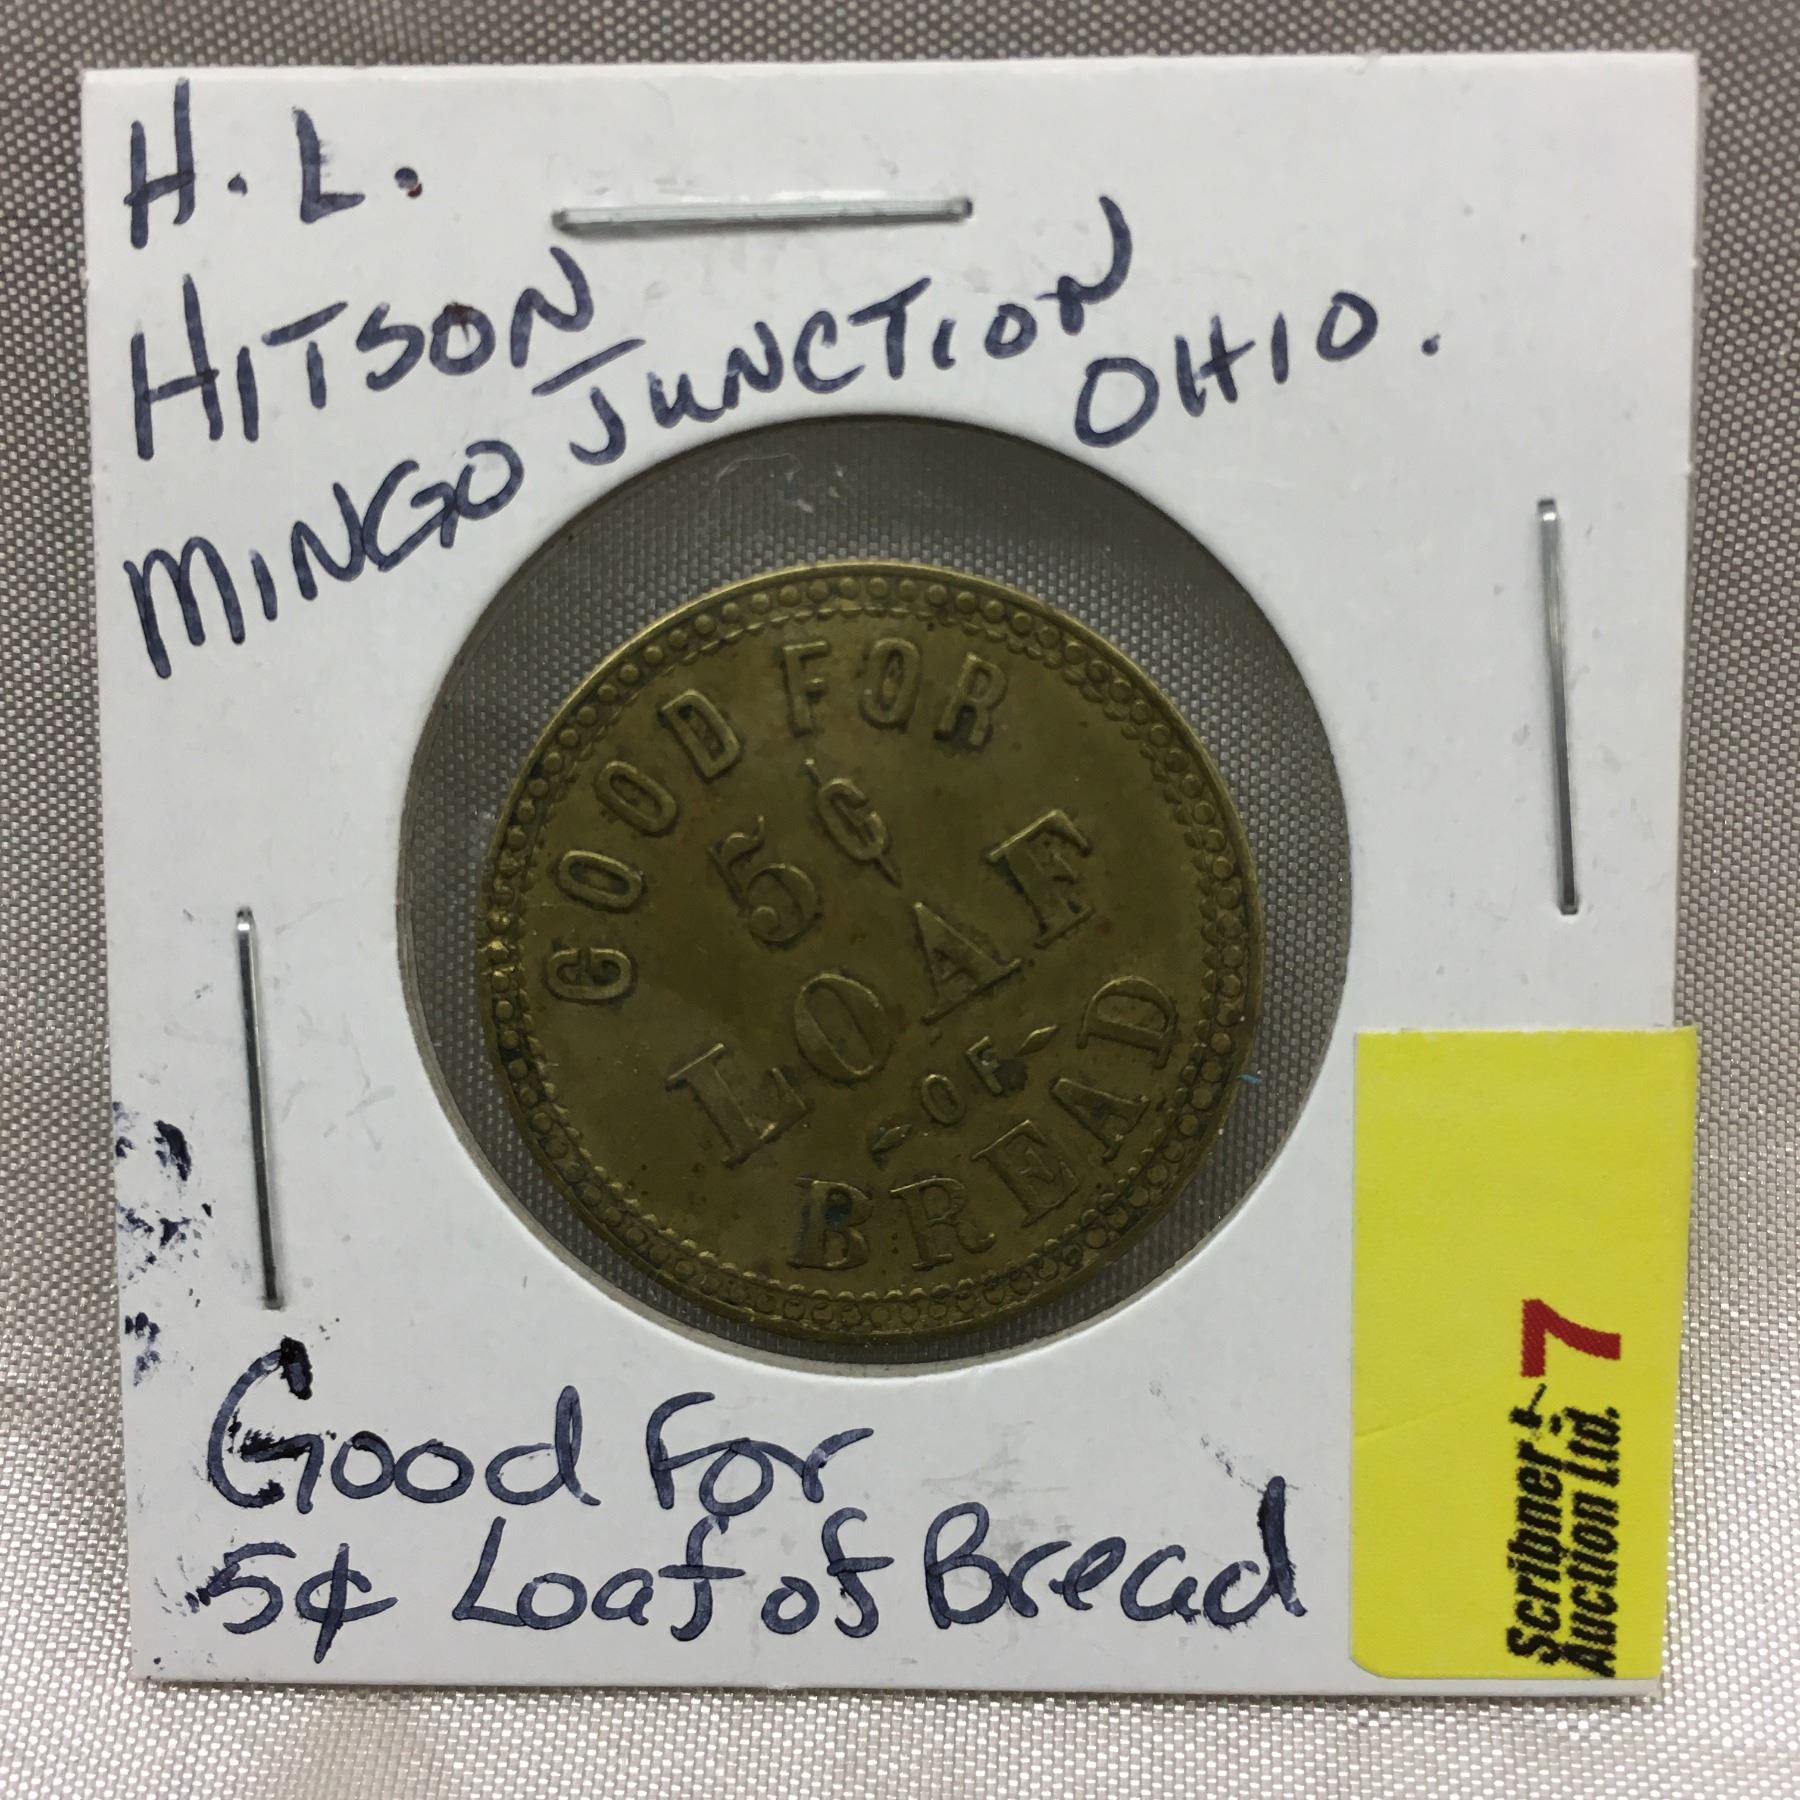 H. L.
HITSON
MINGO JUNCTION
OHIO.
GOOD FOR
5¢
LOAF
OF
BREAD
Good For
5¢ Loaf of Bread
7
Scribner
Auction Ltd.